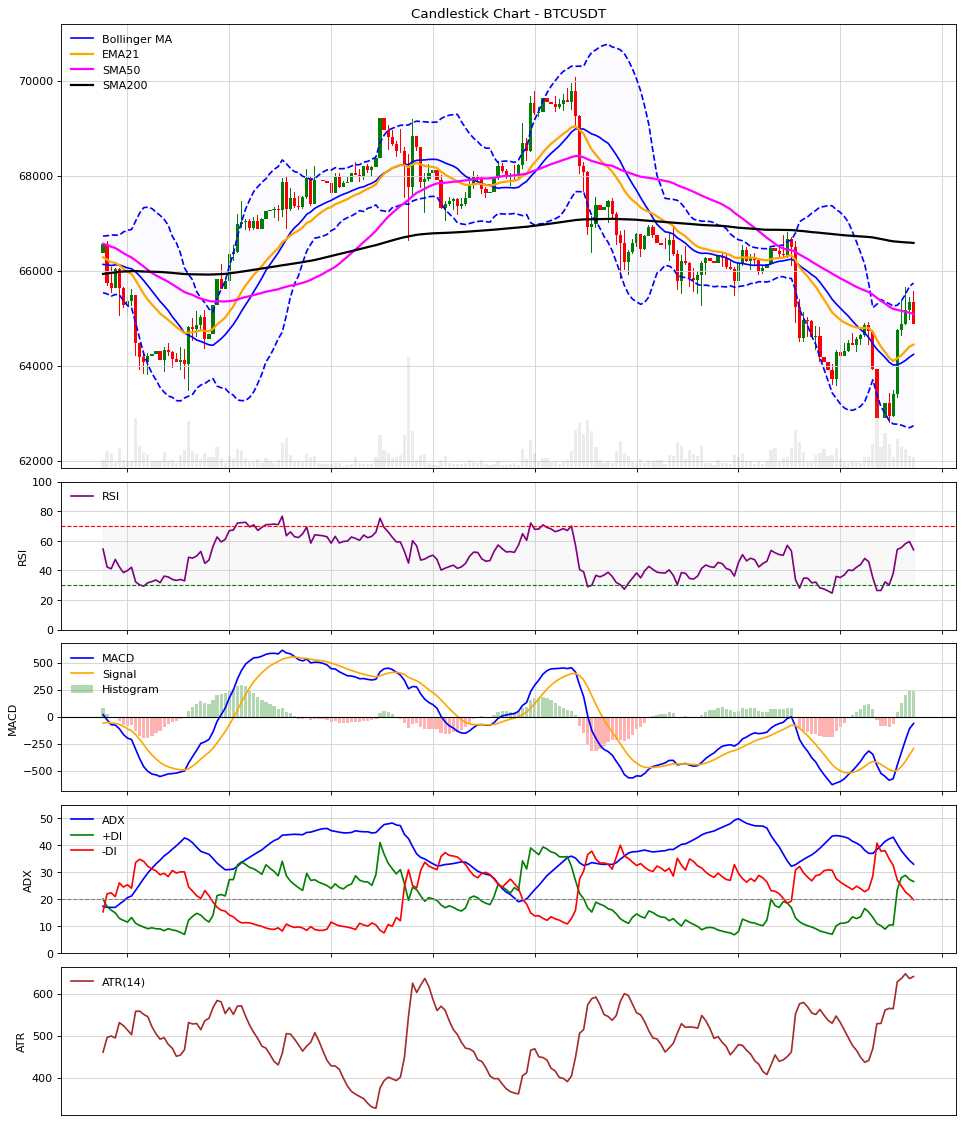 Candlestick Chart - BTCUSDT
Bollinger MA
EMA21
SMA50
SMA200
70000
68000
66000
64000
62000
RSI
100
80
60
40
20
0
RSI
MACD
Signal
Histogram
500
250
0
−250
−500
MACD
ADX
+DI
-DI
50
40
30
20
10
0
ADX
ATR(14)
600
500
400
ATR